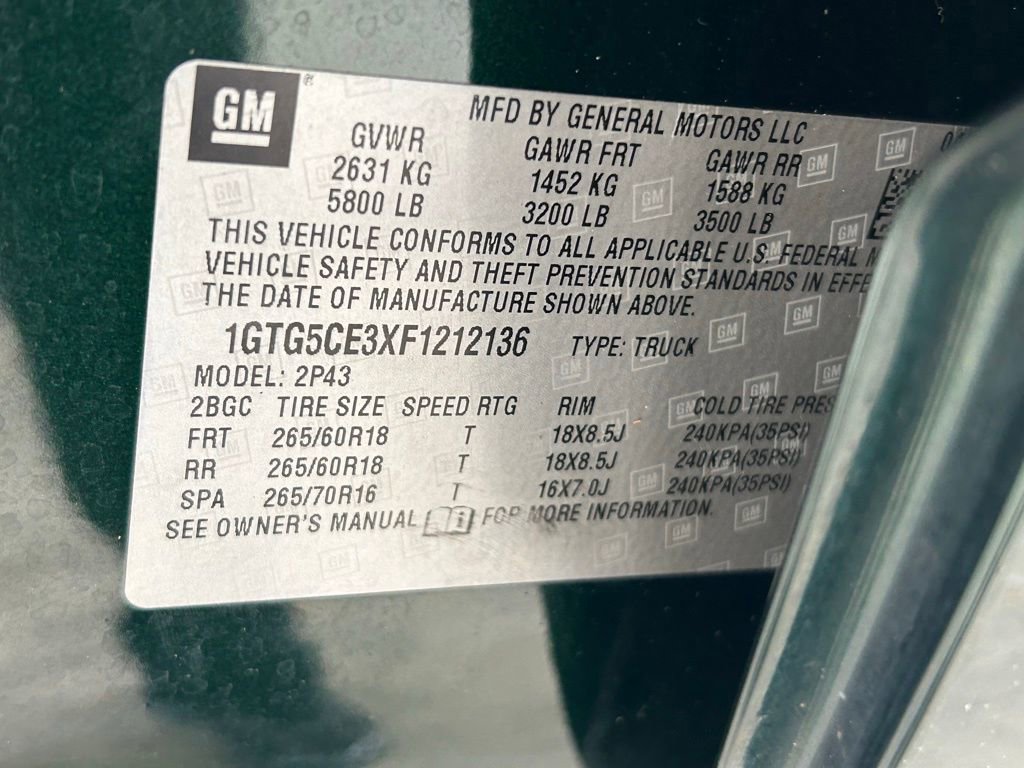 GM ®
MFD BY GENERAL MOTORS LLC
GVWR GAWR FRT GAWR RR
2631 KG 1452 KG 1588 KG
5800 LB 3200 LB 3500 LB
THIS VEHICLE CONFORMS TO ALL APPLICABLE U.S. FEDERAL
VEHICLE SAFETY AND THEFT PREVENTION STANDARDS IN
THE DATE OF MANUFACTURE SHOWN ABOVE.
1GTG5CE3XF1212136 TYPE: TRUCK
MODEL: 2P43
2BGC TIRE SIZE SPEED RTG RIM COLD TIRE PRES
FRT 265/60R18 T 18X8.5J 240KPA(35PSI)
RR 265/60R18 T 18X8.5J 240KPA(35PSI)
SPA 265/70R16 T 16X7.0J 240KPA(35PSI)
SEE OWNER'S MANUAL FOR MORE INFORMATION.